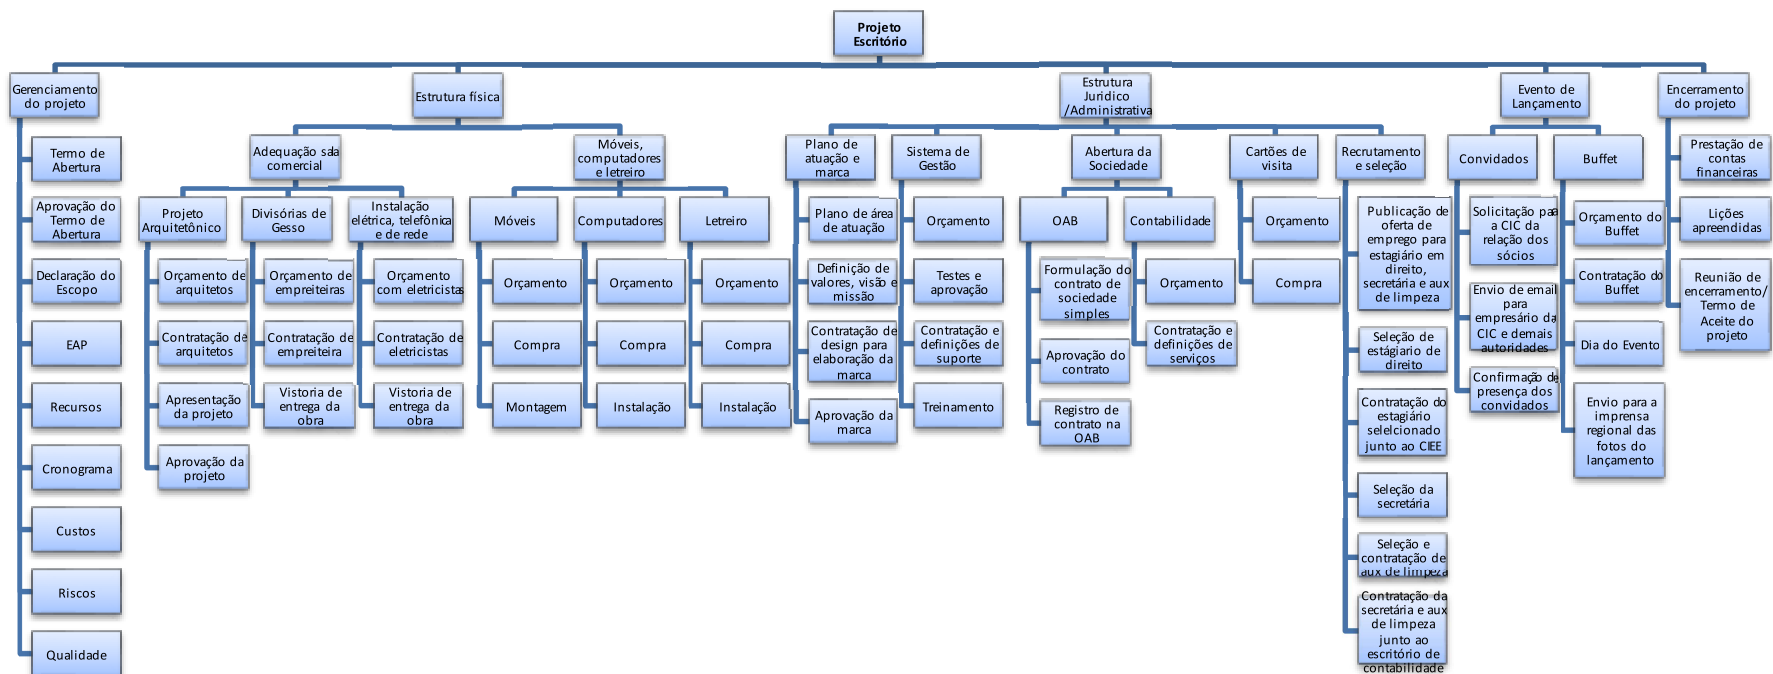 Projeto
Escritório
Gerenciamento
do projeto
Termo de
Abertura
Aprovação do
Termo de
Abertura
Declaração do
Escopo
EAP
Recursos
Cronograma
Custos
Riscos
Qualidade
Estrutura física
Adequação sala
comercial
Projeto
Arquitetônico
Orçamento de
arquitetos
Contratação de
arquitetos
Apresentação
da projeto
Aprovação da
projeto
Divisórias de
Gesso
Orçamento de
empreiteiras
Contratação de
empreiteira
Vistoria de
entrega da
obra
Instalação
elétrica, telefônica
e de rede
Orçamento
com eletricistas
Contratação de
eletricistas
Vistoria de
entrega da
obra
Móveis,
computadores
e letreiro
Móveis
Orçamento
Compra
Montagem
Computadores
Orçamento
Compra
Instalação
Letreiro
Orçamento
Compra
Instalação
Estrutura
Juridico
/Administrativa
Plano de
atuação e
marca
Plano de área
de atuação
Definição de
valores, visão e
missão
Contratação de
design para
elaboração da
marca
Aprovação da
marca
Sistema de
Gestão
Orçamento
Testes e
aprovação
Contratação e
definições de
suporte
Treinamento
Abertura da
Sociedade
OAB
Formulação do
contrato de
sociedade
simples
Aprovação do
contrato
Registro de
contrato na
OAB
Contabilidade
Orçamento
Contratação e
definições de
serviços
Cartões de
visita
Orçamento
Compra
Recrutamento
e seleção
Publicação de
oferta de
emprego para
estagiário em
direito,
secretária e aux
de limpeza
Seleção de
estágiario de
direito
Contratação do
estagiário
selelcionado
junto ao CIEE
Seleção da
secretária
Seleção e
contratação de
aux de limpeza
Contratação da
secretária e aux
de limpeza
junto ao
escritório de
contabilidade
Evento de
Lançamento
Convidados
Solicitação para
a CIC da
relação dos
sócios
Envio de email
para
empresário da
CIC e demais
autoridades
Confirmação de
presença dos
convidados
Buffet
Orçamento do
Buffet
Contratação do
Buffet
Dia do Evento
Envio para a
imprensa
regional das
fotos do
lançamento
Encerramento
do projeto
Prestação de
contas
financeiras
Lições
apreendidas
Reunião de
encerramento/
Termo de
Aceite do
projeto